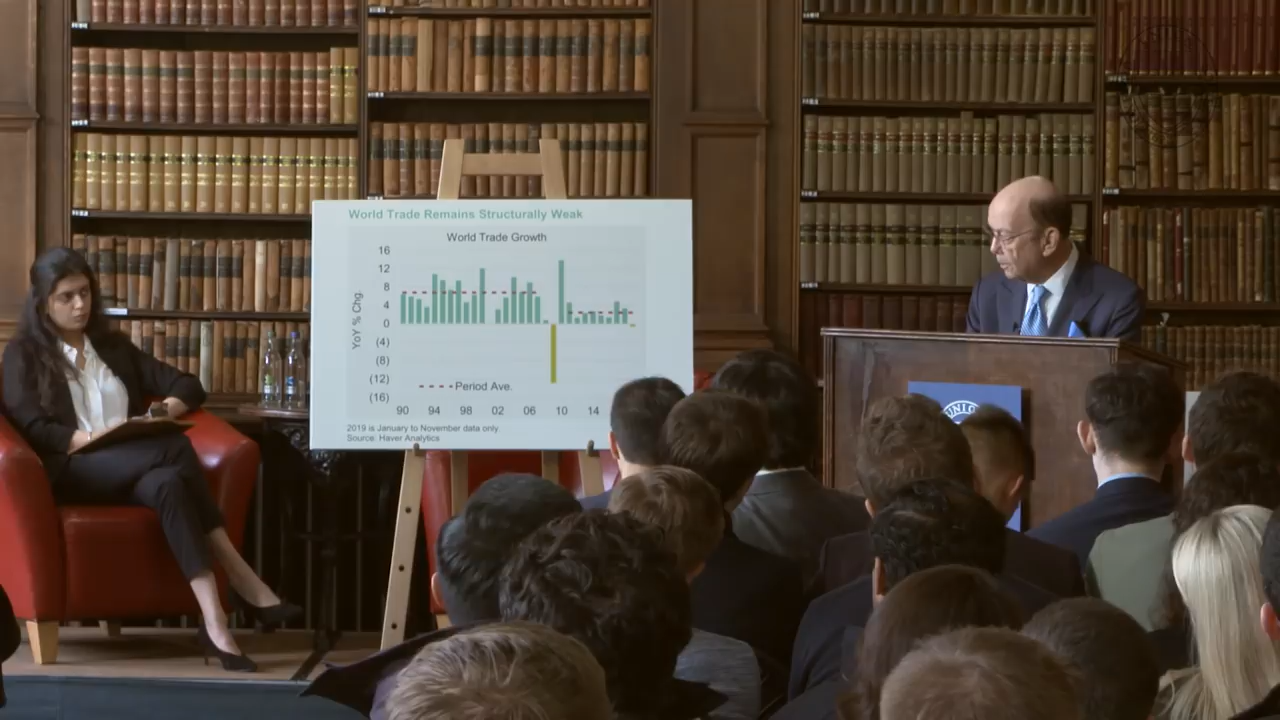 World Trade Remains Structurally Weak
World Trade Growth
16
12
8
4
0
(4)
(8)
(12)
(16)
YoY % Chg.
Period Ave.
90 94 98 02 06 10 14
2019 is January to November data only.
Source: Haver Analytics
UNIO